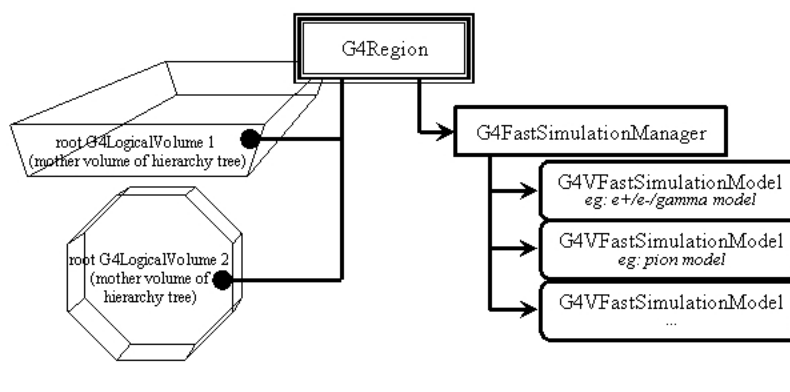 G4Region
root G4LogicalVolume 1
(mother volume of hierarchy tree)
G4FastSimulationManager
G4VFastSimulationModel
eg: e+/e-/gamma model
G4VFastSimulationModel
eg: pion model
G4VFastSimulationModel
...
root G4LogicalVolume 2
(mother volume of
hierarchy tree)